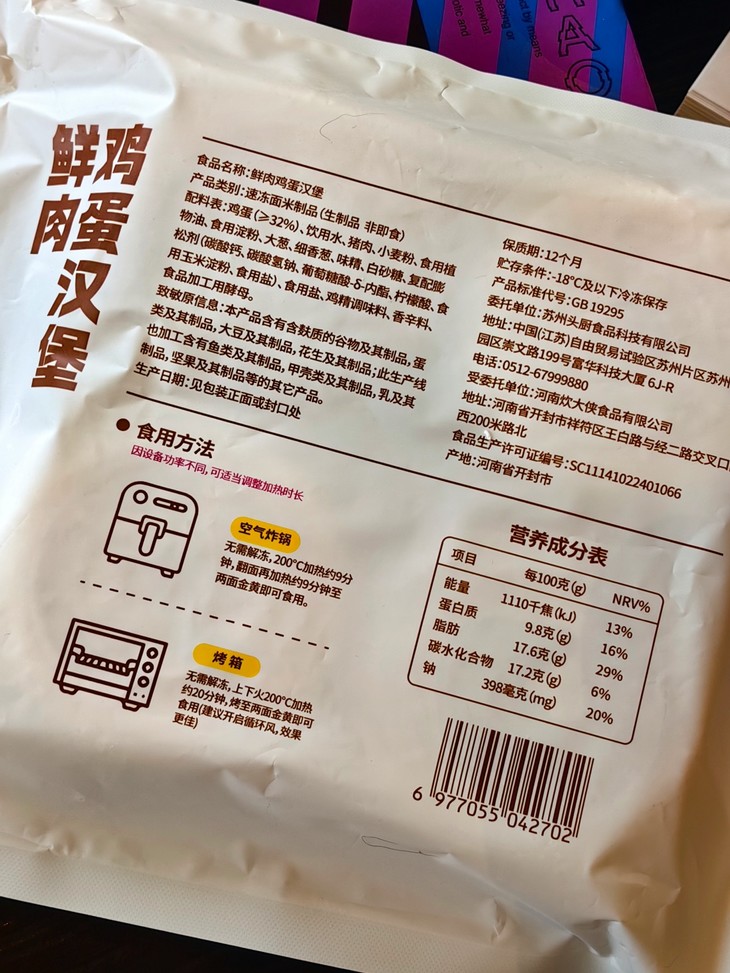 鲜肉
鸡蛋汉堡
食品名称:鲜肉鸡蛋汉堡
产品类别:速冻面米制品(生制品 非即食)
配料表:鸡蛋(≥32%)、饮用水、猪肉、小麦粉、食用植
物油、食用淀粉、大葱、细香葱、味精、白砂糖、复配膨
松剂(碳酸钙,碳酸氢钠,葡萄糖酸-δ-内酯,柠檬酸,食
用玉米淀粉、食用盐)、食用盐、鸡精调味料、香辛料、
食品加工用酵母。
致敏原信息:本产品含有含麸质的谷物及其制品,蛋
类及其制品,大豆及其制品,花生及其制品;此生产线
也加工含有鱼类及其制品,甲壳类及其制品,乳及其
制品,坚果及其制品等的其它产品。
生产日期:见包装正面或封口处
保质期:12个月
贮存条件:-18℃及以下冷冻保存
产品标准代号:GB 19295
委托单位:苏州头厨食品科技有限公司
地址:中国(江苏)自由贸易试验区苏州片区苏州
园区崇文路199号富华科技大厦 6J-R
电话:0512-67999880
受委托单位:河南炊大侠食品有限公司
地址:河南省开封市祥符区王白路与经二路交叉口
西200米路北
食品生产许可证编号:SC11141022401066
产地:河南省开封市
食用方法
因设备功率不同,可适当调整加热时长
空气炸锅
无需解冻,200℃加热约9分
钟,翻面再加热约9分钟至
两面金黄即可食用。
烤箱
无需解冻,上下火200℃加热
约20分钟,烤至两面金黄即可
食用(建议开启循环风,效果
更佳)
营养成分表
项目 每100克(g) NRV%
能量 1110千焦(kJ) 13%
蛋白质 9.8克(g) 16%
脂肪 17.6克(g) 29%
碳水化合物 17.2克(g) 6%
钠 398毫克(mg) 20%
6 977055 042702